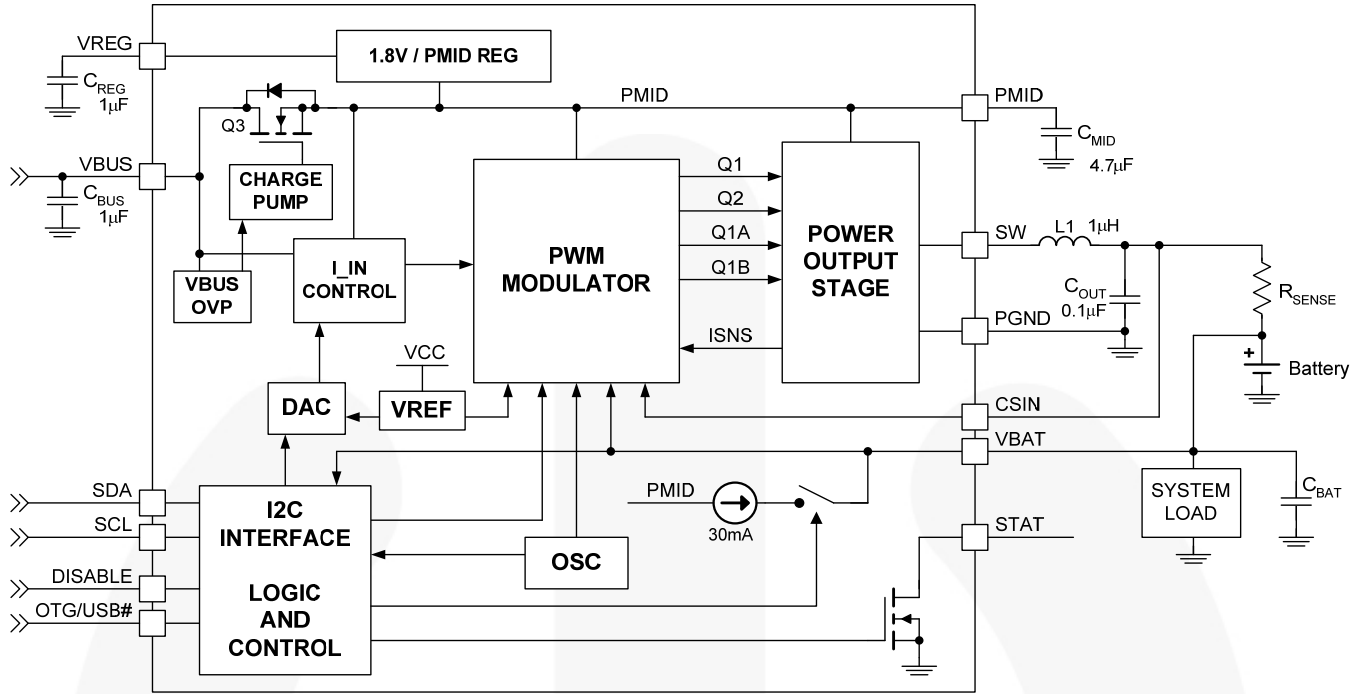 VREG
C_REG
1µF
1.8V / PMID REG
PMID
PMID
C_MID
4.7µF
Q3
VBUS
C_BUS
1µF
CHARGE
PUMP
VBUS
OVP
I_IN
CONTROL
PWM
MODULATOR
Q1
Q2
Q1A
Q1B
ISNS
POWER
OUTPUT
STAGE
SW
L1 1µH
C_OUT
0.1µF
R_SENSE
PGND
+
Battery
VCC
DAC
VREF
CSIN
VBAT
SDA
SCL
DISABLE
OTG/USB#
I2C
INTERFACE
LOGIC
AND
CONTROL
PMID
30mA
OSC
SYSTEM
LOAD
C_BAT
STAT